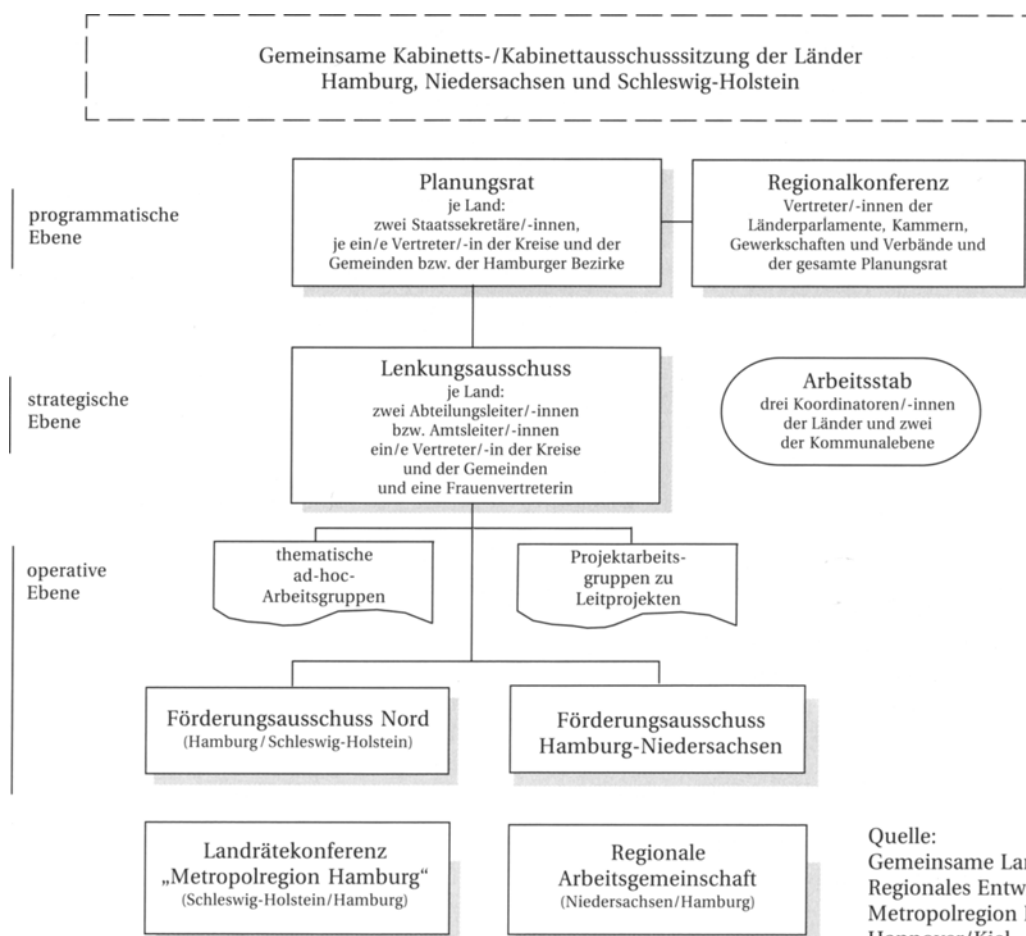 Gemeinsame Kabinetts-/Kabinettausschusssitzung der Länder
Hamburg, Niedersachsen und Schleswig-Holstein
programmatische
Ebene
Planungsrat
je Land:
zwei Staatssekretäre/-innen,
je ein/e Vertreter/-in der Kreise und der
Gemeinden bzw. der Hamburger Bezirke
Regionalkonferenz
Vertreter/-innen der
Länderparlamente, Kammern,
Gewerkschaften und Verbände und
der gesamte Planungsrat
strategische
Ebene
Lenkungsausschuss
je Land:
zwei Abteilungsleiter/-innen
bzw. Amtsleiter/-innen
ein/e Vertreter/-in der Kreise
und der Gemeinden
und eine Frauenvertreterin
Arbeitsstab
drei Koordinatoren/-innen
der Länder und zwei
der Kommunalebene
operative
Ebene
thematische
ad-hoc-
Arbeitsgruppen
Projektarbeits-
gruppen zu
Leitprojekten
Förderungsausschuss Nord
(Hamburg/Schleswig-Holstein)
Förderungsausschuss
Hamburg-Niedersachsen
Landrätekonferenz
„Metropolregion Hamburg“
(Schleswig-Holstein/Hamburg)
Regionale
Arbeitsgemeinschaft
(Niedersachsen/Hamburg)
Quelle:
Gemeinsame
Regionales
Metropolregion